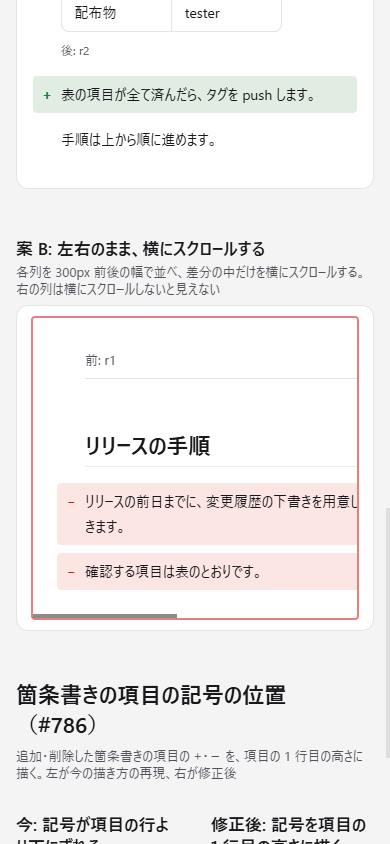 配布物 tester
後: r2
+ 表の項目が全て済んだら、タグを push します。
手順は上から順に進めます。
案 B: 左右のまま、横にスクロールする
各列を 300px 前後の幅で並べ、差分の中だけを横にスクロールする。
右の列は横にスクロールしないと見えない
前: r1
リリースの手順
− リリースの前日までに、変更履歴の下書きを用意し
きます。
− 確認する項目は表のとおりです。
箇条書きの項目の記号の位置
（#786）
追加・削除した箇条書きの項目の +・− を、項目の 1 行目の高さに
描く。左が今の描き方の再現、右が修正後
今: 記号が項目の行よ 修正後: 記号を項目の